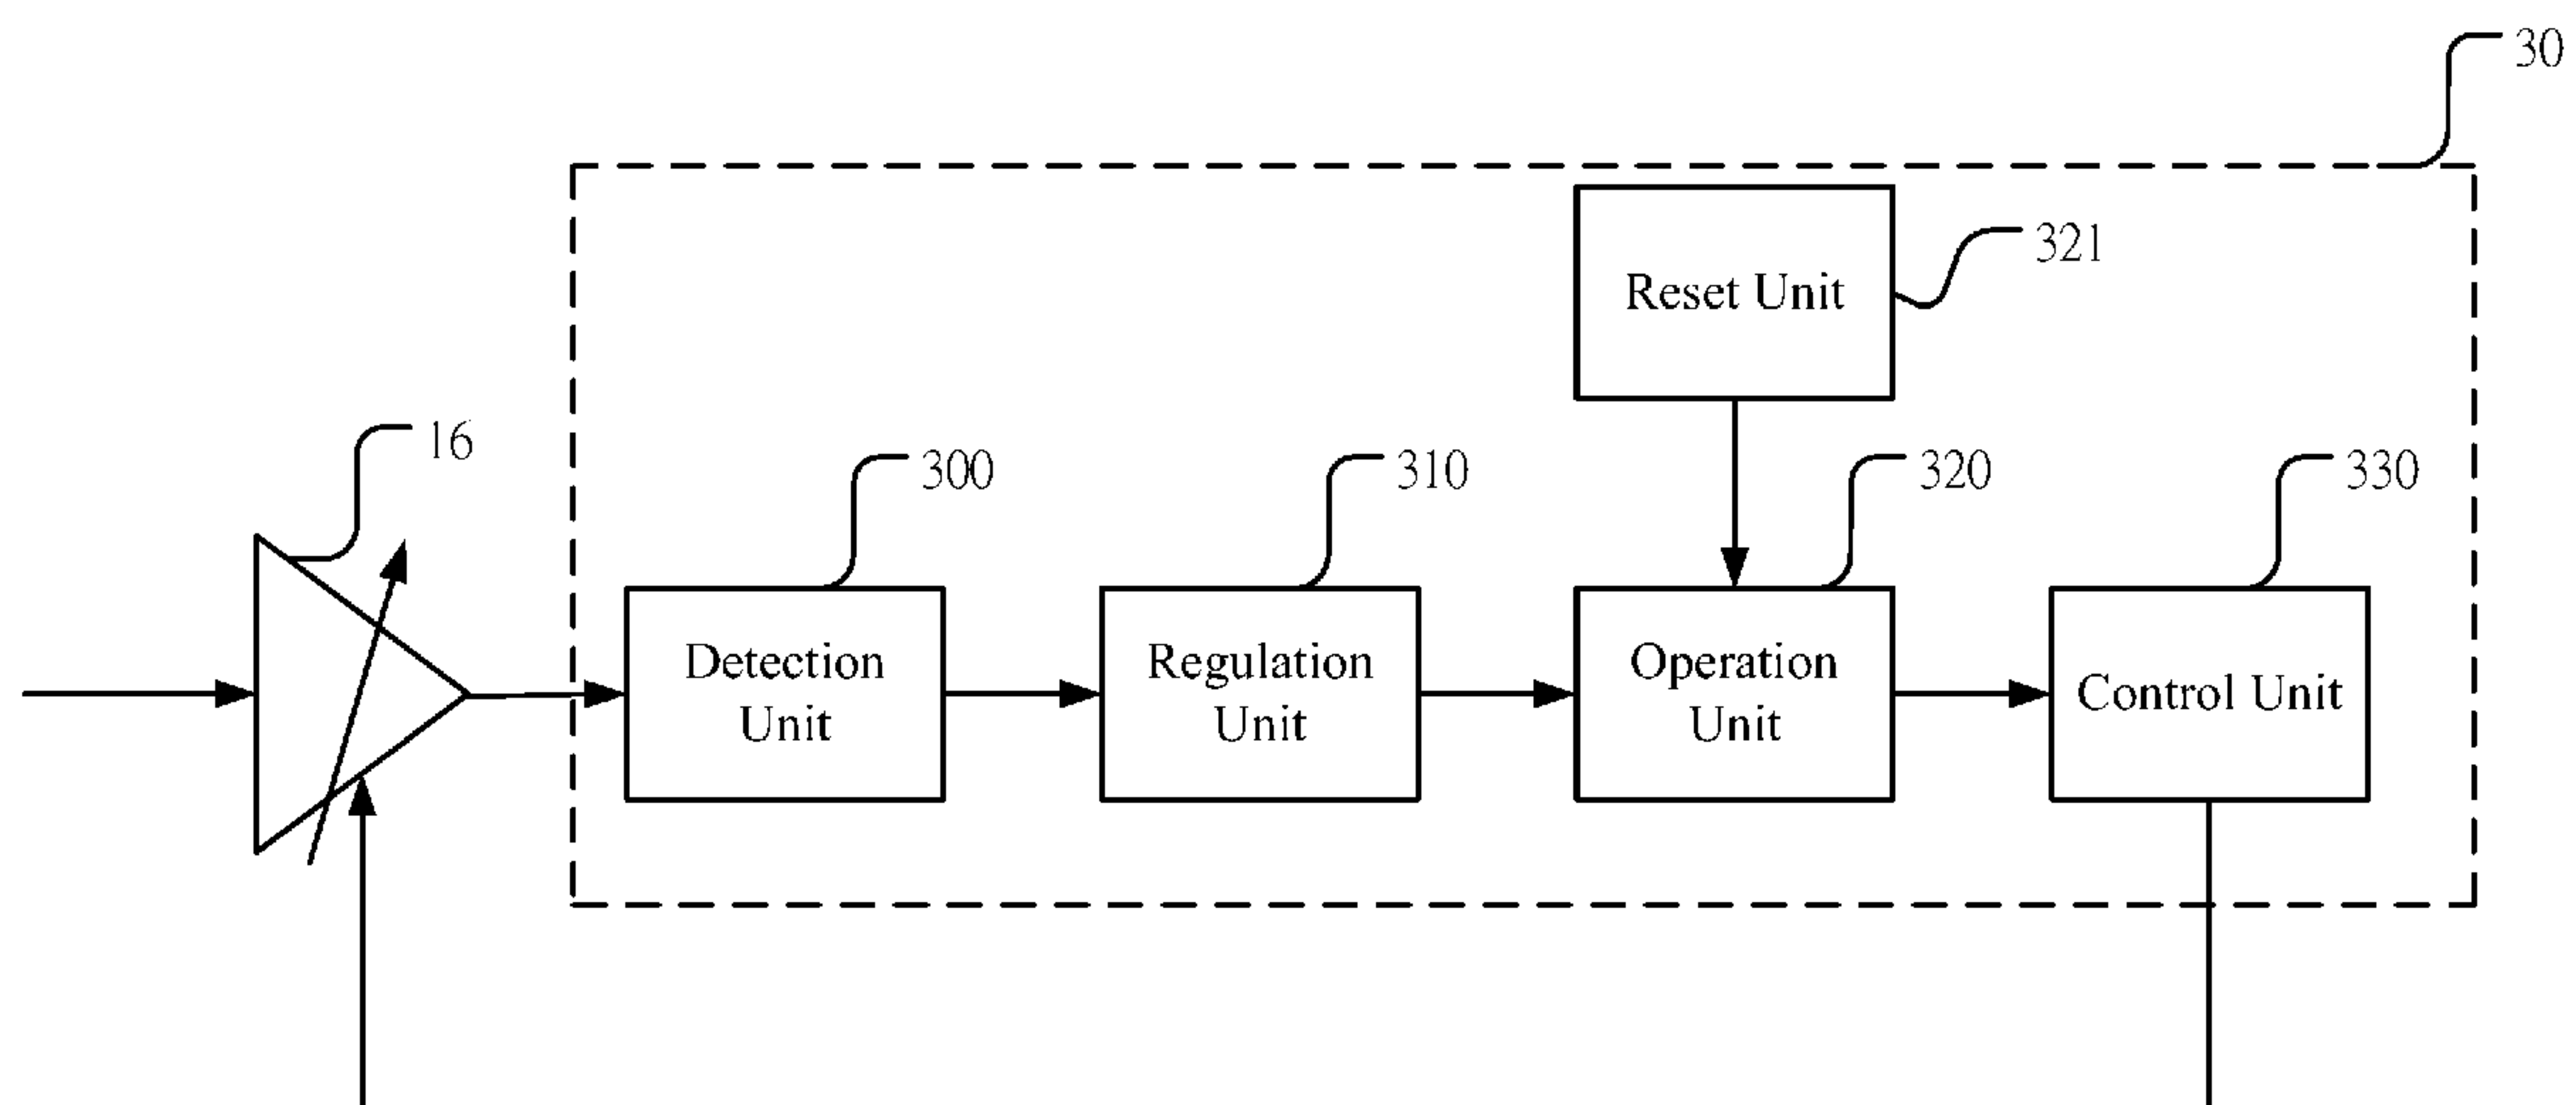 30
Reset Unit
321
16
300
310
320
330
Detection
Unit
Regulation
Unit
Operation
Unit
Control Unit